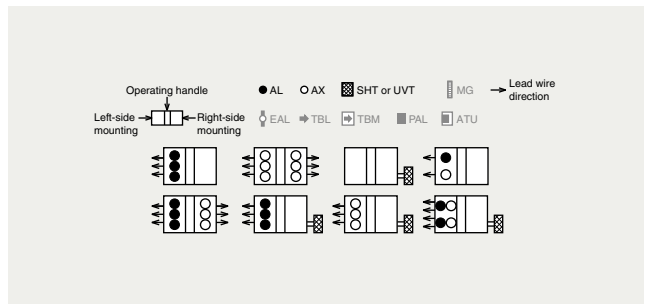 Operating handle
Left-side mounting
Right-side mounting
AL
AX
SHT or UVT
MG
Lead wire direction
EAL
TBL
TBM
PAL
ATU